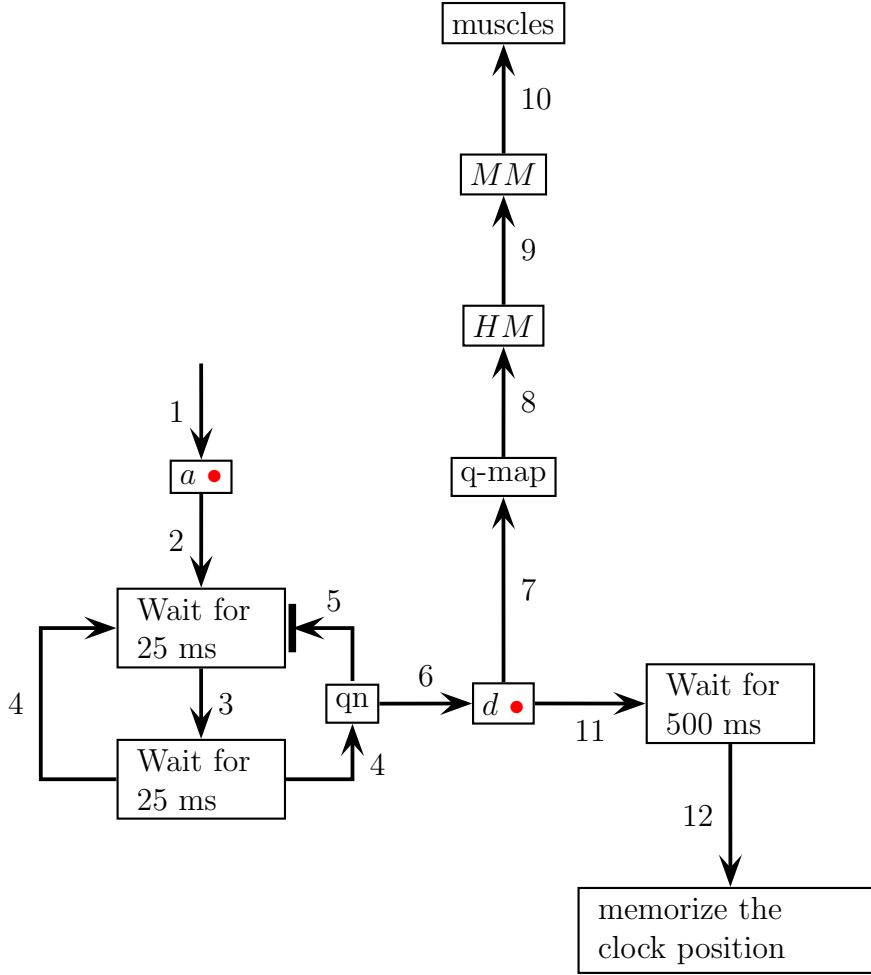 muscles
10
MM
9
HM
8
1
q-map
a
2
7
Wait for
25 ms
5
4
3
qn
6
d
11
Wait for
500 ms
Wait for
25 ms
4
12
memorize the
clock position